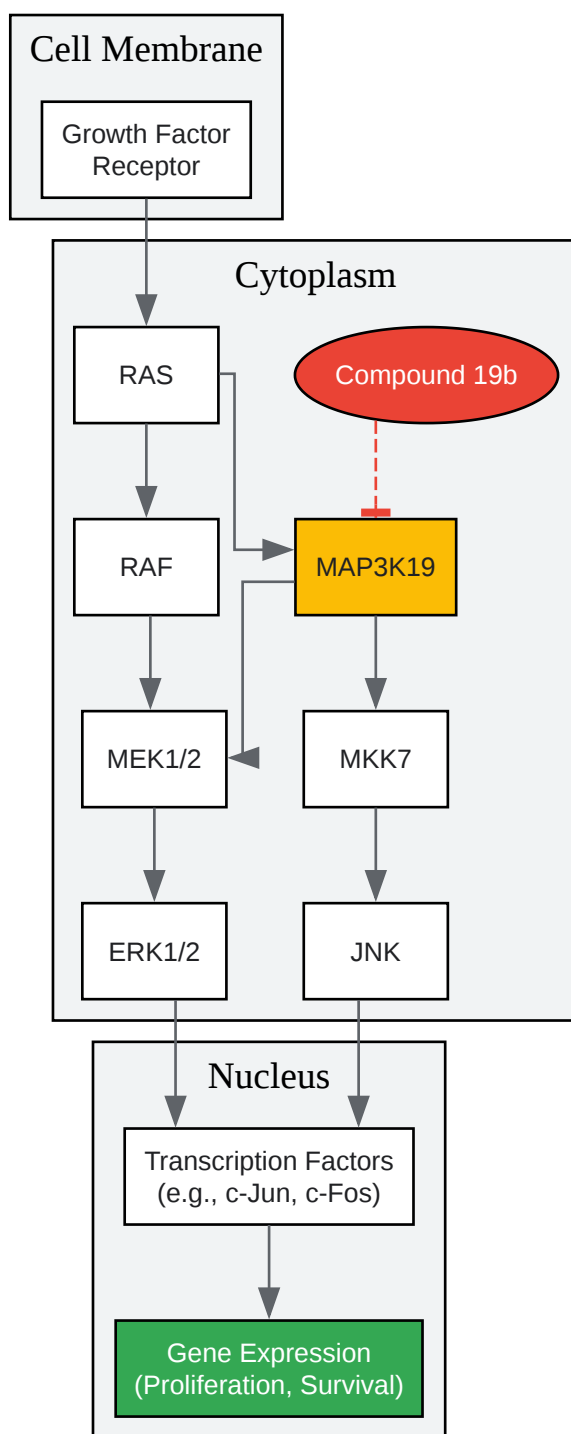 Cell Membrane
Growth Factor
Receptor
Cytoplasm
RAS
Compound 19b
RAF
MAP3K19
MEK1/2
MKK7
ERK1/2
JNK
Nucleus
Transcription Factors
(e.g., c-Jun, c-Fos)
Gene Expression
(Proliferation, Survival)